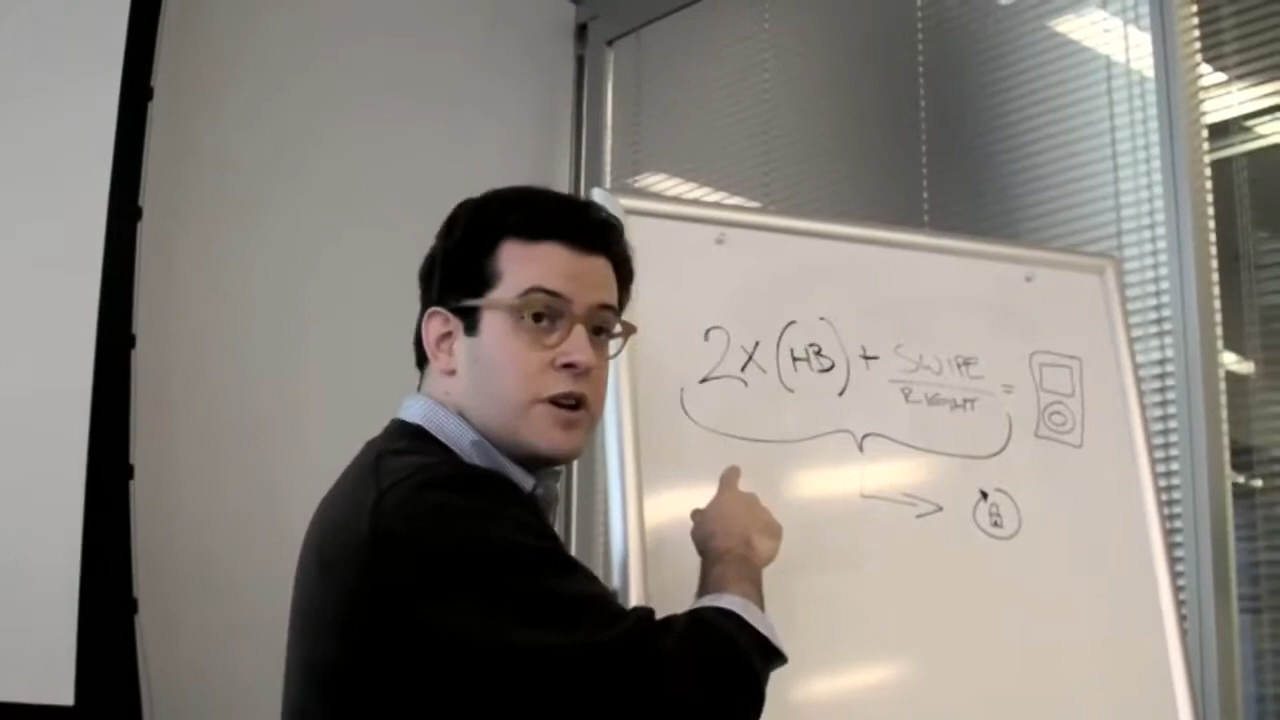 2x(HB) + SWIPE
RIGHT =